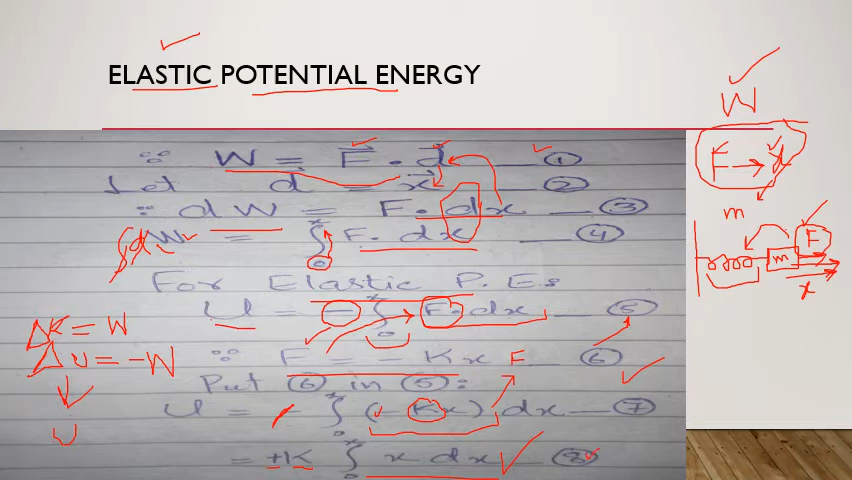 ELASTIC POTENTIAL ENERGY
∵ W = F⃗ . d⃗ — ①
Let d⃗ = x⃗ — ②
∵ dW = F . dx — ③
∫dW = ∫₀ˣ F . dx — ④
For Elastic P.E:
U = - ∫₀ˣ F . dx — ⑤
∵ F = - Kx F — ⑥
Put ⑥ in ⑤:
U = - ∫₀ˣ (- Kx) dx — ⑦
= +K ∫₀ˣ x dx — ⑧
ΔK = W
ΔU = -W
U
W
F → d
m
F
m
x